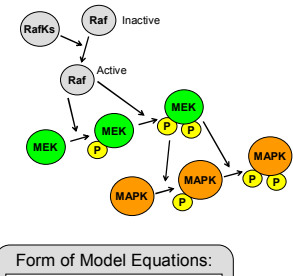 RafKs
Raf
Inactive
Raf
Active
MEK
MEK
P
MEK
P
P
MAPK
MAPK
P
MAPK
P
P
Form of Model Equations: